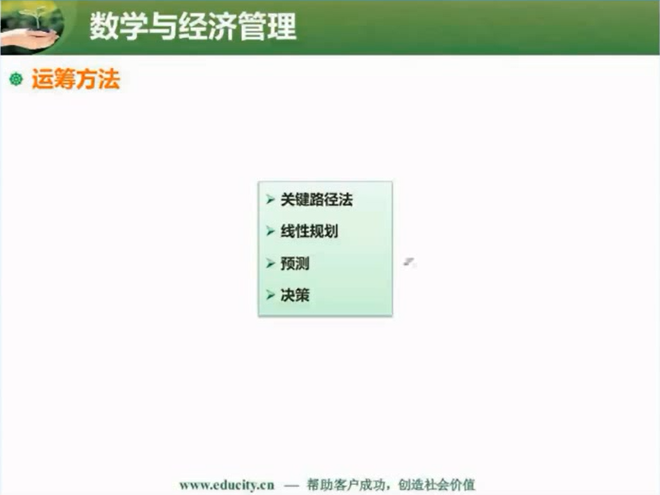 数学与经济管理
运筹方法
关键路径法
线性规划
预测
决策
www.educity.cn — 帮助客户成功，创造社会价值